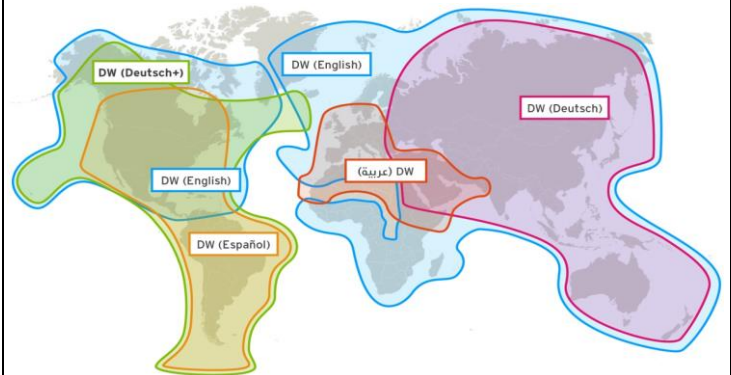 DW (English)
DW (Deutsch+)
DW (Deutsch)
DW (عربية)
DW (English)
DW (Español)